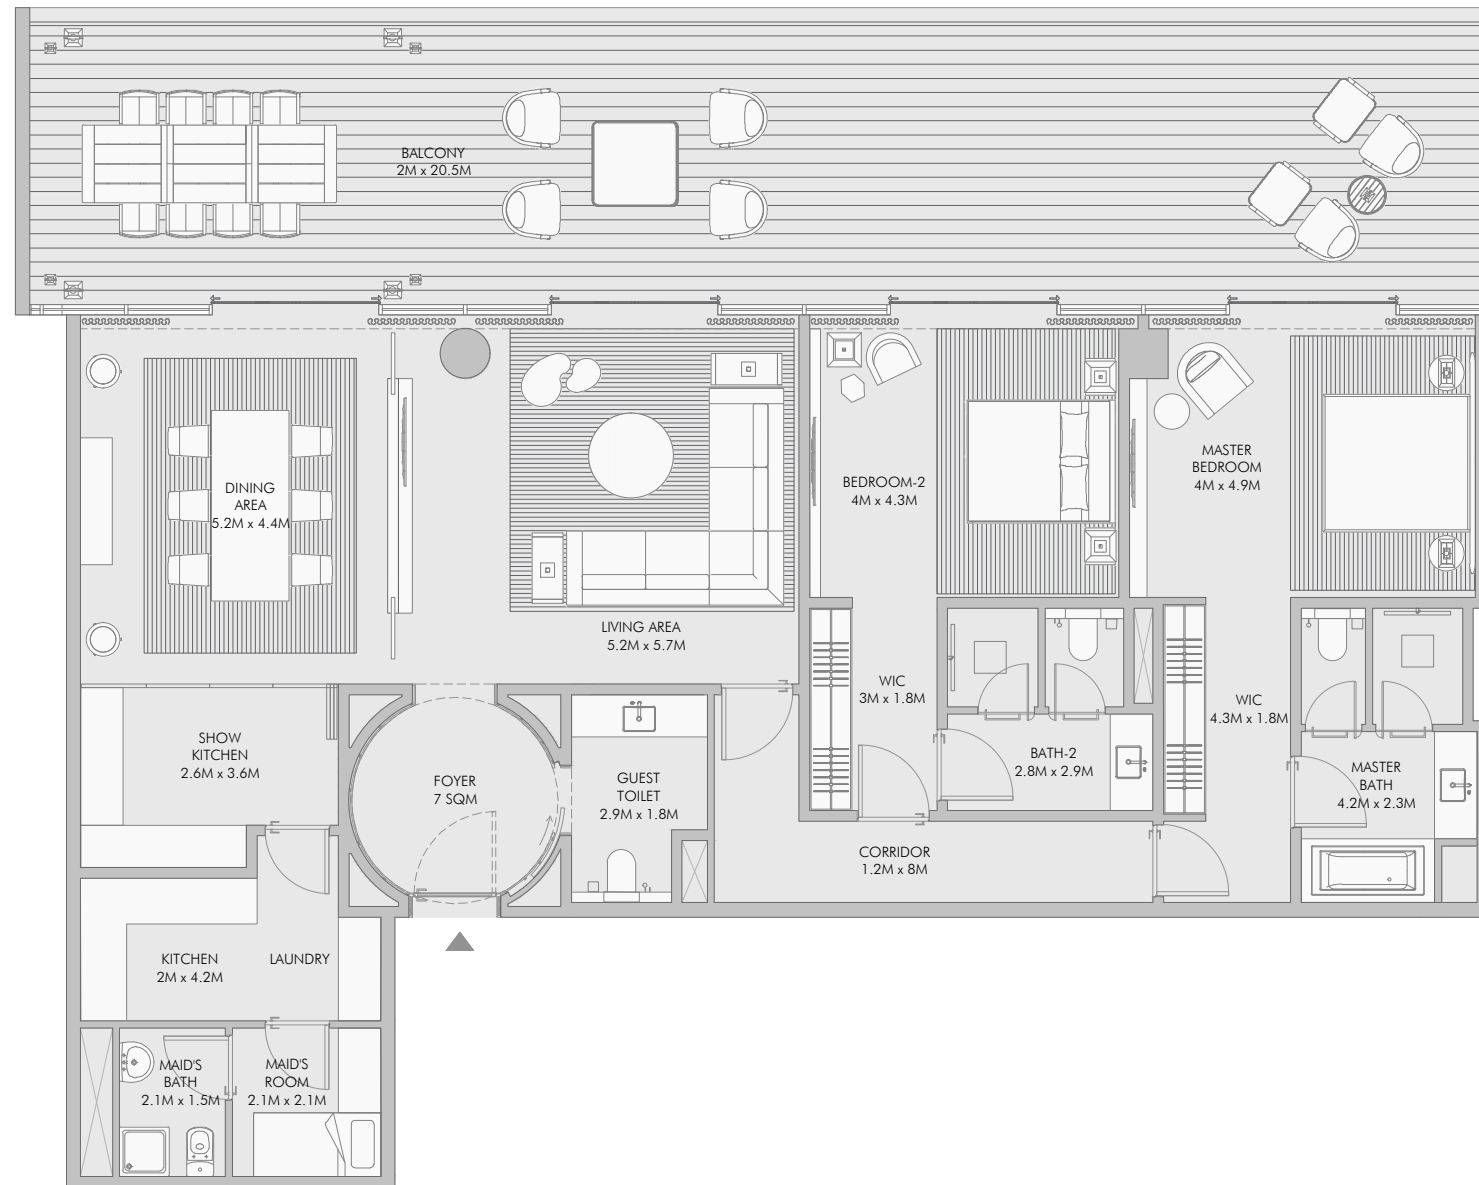 BALCONY
2M x 20.5M
DINING
AREA
5.2M x 4.4M
LIVING AREA
5.2M x 5.7M
BEDROOM-2
4M x 4.3M
MASTER
BEDROOM
4M x 4.9M
WIC
3M x 1.8M
WIC
4.3M x 1.8M
BATH-2
2.8M x 2.9M
MASTER
BATH
4.2M x 2.3M
SHOW
KITCHEN
2.6M x 3.6M
FOYER
7 SQM
GUEST
TOILET
2.9M x 1.8M
CORRIDOR
1.2M x 8M
KITCHEN
2M x 4.2M
LAUNDRY
MAID'S
BATH
2.1M x 1.5M
MAID'S
ROOM
2.1M x 2.1M